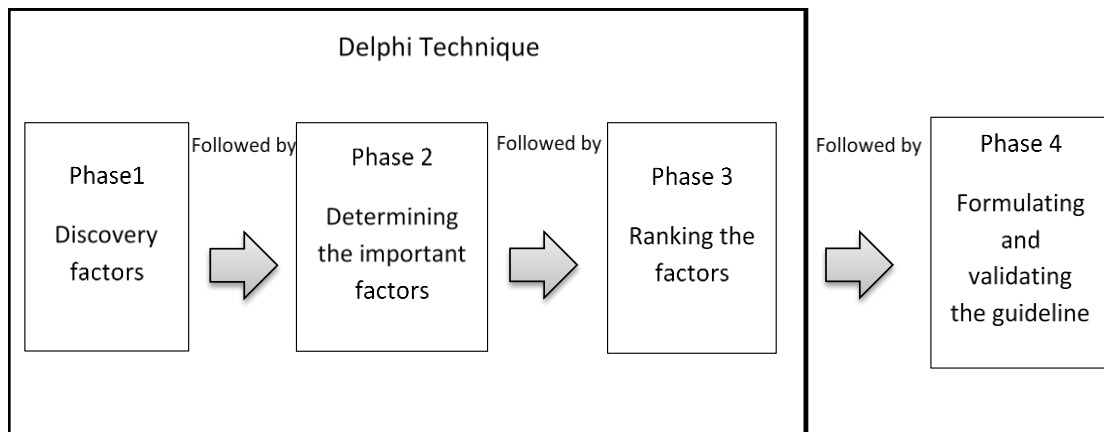 Delphi Technique
Phase1
Discovery
factors
Followed by
Phase 2
Determining
the important
factors
Followed by
Phase 3
Ranking the
factors
Followed by
Phase 4
Formulating
and
validating
the guideline